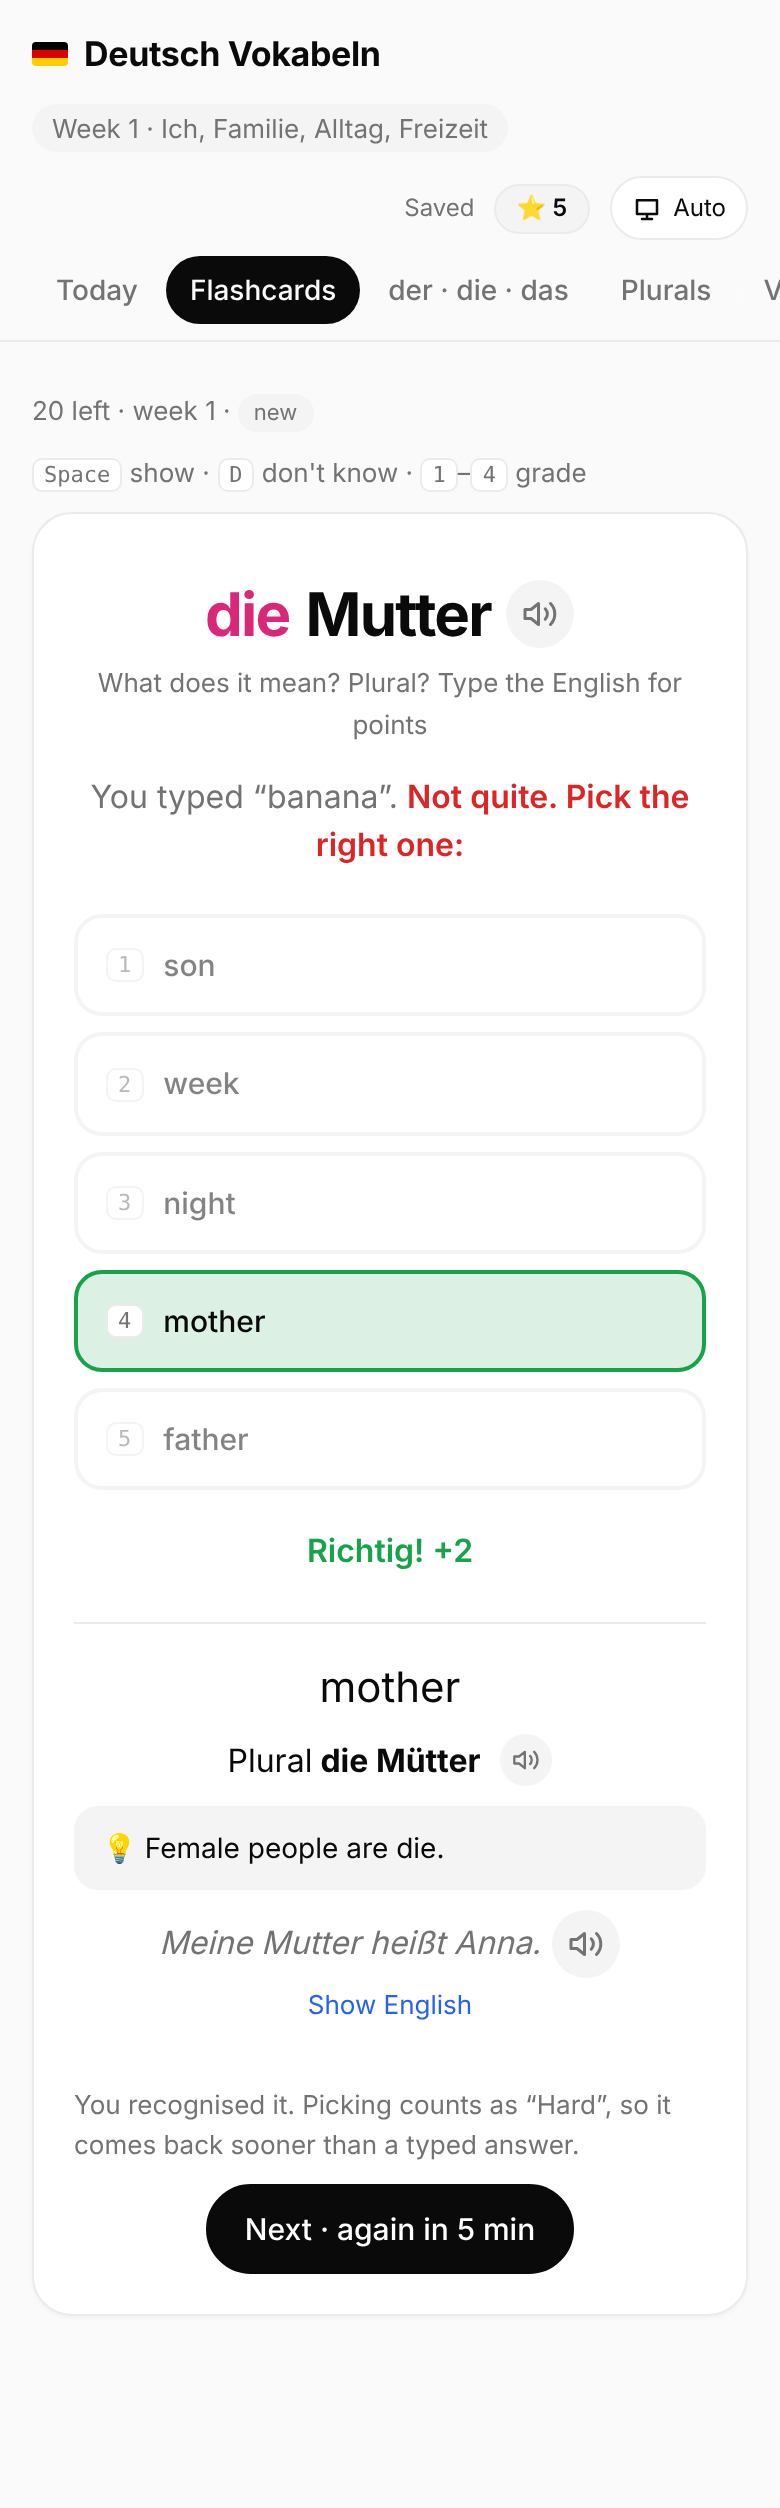 Deutsch Vokabeln
Week 1 · Ich, Familie, Alltag, Freizeit
Saved ⭐ 5 Auto
Today Flashcards der · die · das Plurals V
20 left · week 1 · new
Space show · D don't know · 1–4 grade
die Mutter
What does it mean? Plural? Type the English for
points
You typed “banana”. Not quite. Pick the
right one:
1 son
2 week
3 night
4 mother
5 father
Richtig! +2
mother
Plural die Mütter
💡 Female people are die.
Meine Mutter heißt Anna.
Show English
You recognised it. Picking counts as “Hard”, so it
comes back sooner than a typed answer.
Next · again in 5 min